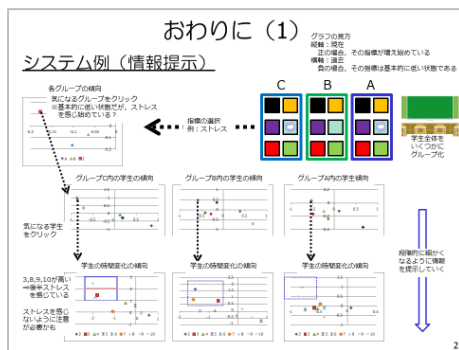 おわりに（1）
グラフの見方
縦軸：現在
正の場合、その指標が増え始めている
横軸：過去
負の場合、その指標は基本的に低い状態である
システム例（情報提示）
各グループの傾向
気になるグループをクリック
※基本的に低い状態だが、ストレス
を感じ始めている？
指標の選択
例：ストレス
C
B
A
学生全体を
いくつかに
グループ化
グループC内の学生の傾向
グループB内の学生の傾向
グループA内の学生の傾向
気になる学生
をクリック
学生の時間変化の傾向
学生の時間変化の傾向
学生の時間変化の傾向
3,8,9,10が高い
⇒後半ストレス
を感じている
ストレスを感じ
ないように注意
が必要かも
段階的に細かく
なるように情報
を提示していく
2